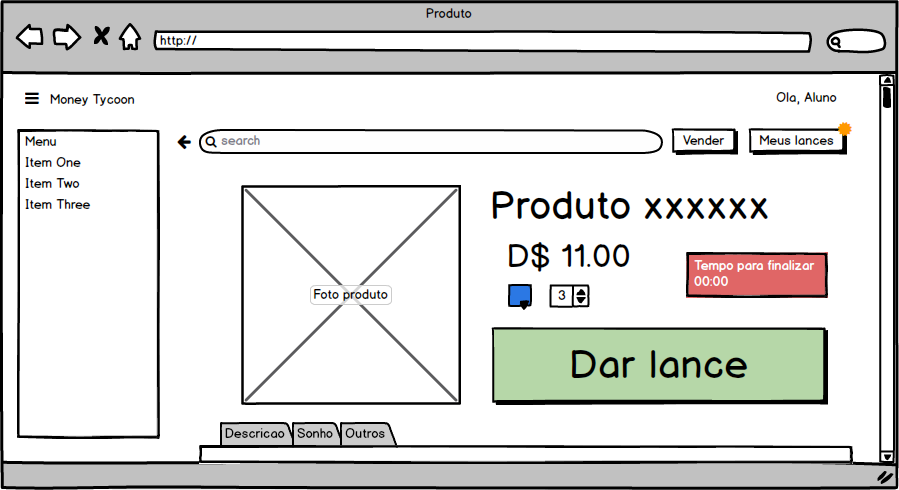 Produto
http://
Money Tycoon
Ola, Aluno
Menu
Item One
Item Two
Item Three
search
Vender
Meus lances
Foto produto
Produto xxxxxx
D$ 11.00
3
Tempo para finalizar
00:00
Dar lance
Descricao
Sonho
Outros